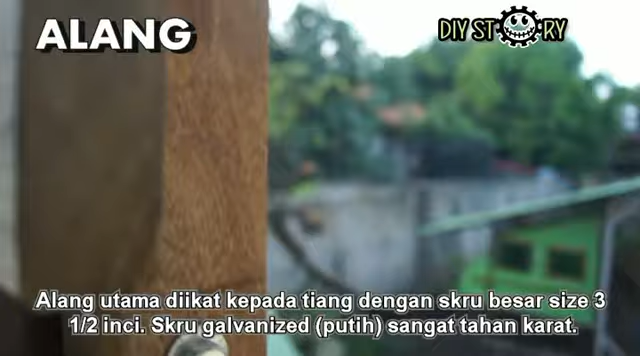 ALANG
DIY STORY
Alang utama diikat kepada tiang dengan skru besar size 3
1/2 inci. Skru galvanized (putih) sangat tahan karat.